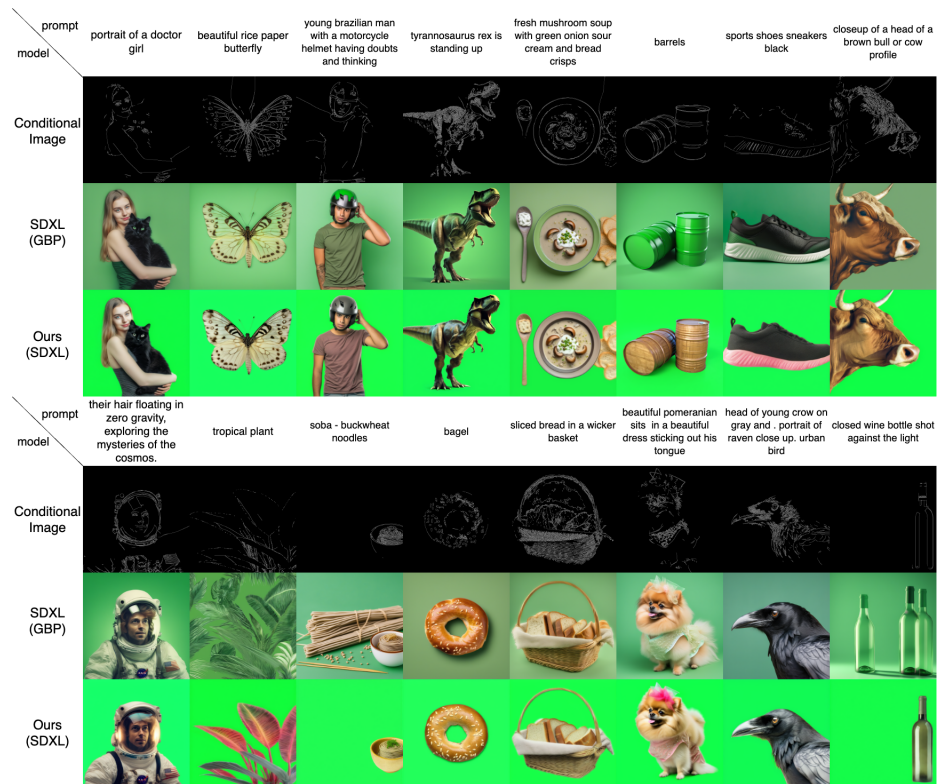 prompt
model
portrait of a doctor
girl
beautiful rice paper
butterfly
young brazilian man
with a motorcycle
helmet having doubts
and thinking
tyrannosaurus rex is
standing up
fresh mushroom soup
with green onion sour
cream and bread
crisps
barrels
sports shoes sneakers
black
closeup of a head of a
brown bull or cow
profile
Conditional
Image
SDXL
(GBP)
Ours
(SDXL)
prompt
model
their hair floating in
zero gravity,
exploring the
mysteries of the
cosmos.
tropical plant
soba - buckwheat
noodles
bagel
sliced bread in a wicker
basket
beautiful pomeranian
sits in a beautiful
dress sticking out his
tongue
head of young crow on
gray and . portrait of
raven close up. urban
bird
closed wine bottle shot
against the light
Conditional
Image
SDXL
(GBP)
Ours
(SDXL)